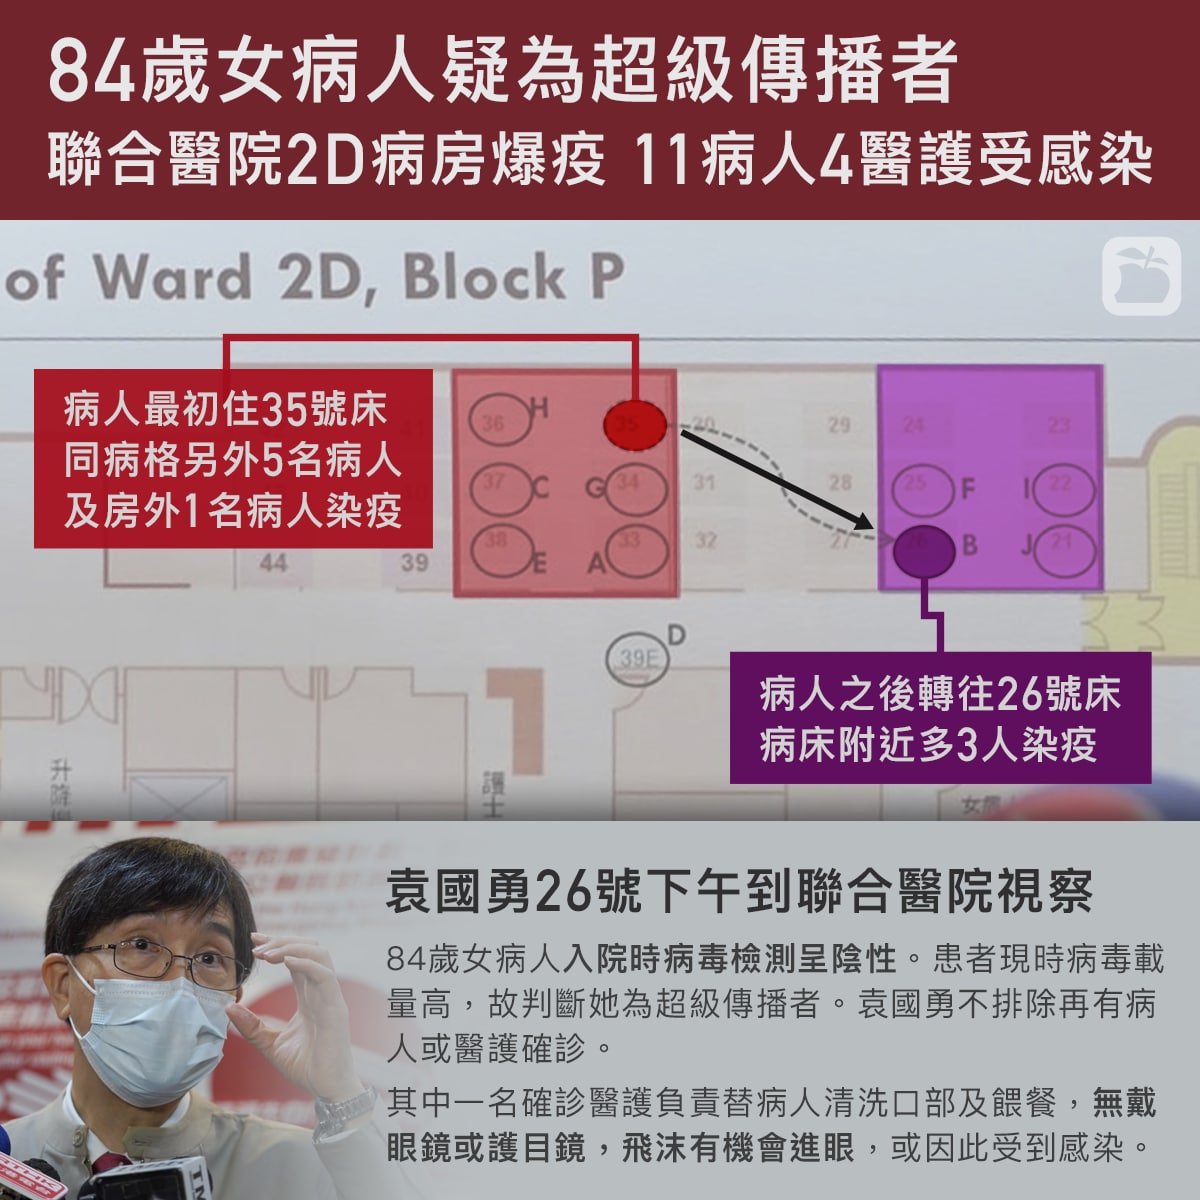 84歲女病人疑為超級傳播者
聯合醫院2D病房爆疫 11病人4醫護受感染
of Ward 2D, Block P
病人最初住35號床
同病格另外5名病人
及房外1名病人染疫
36 H
35
20
29
24
23
37 C
G 34
31
28
25 F
I 22
38 E
A 33
32
27
26 B
J 21
44
39
39E D
病人之後轉往26號床
病床附近多3人染疫
升降
護士
女
袁國勇26號下午到聯合醫院視察
84歲女病人入院時病毒檢測呈陰性。患者現時病毒載
量高，故判斷她為超級傳播者。袁國勇不排除再有病
人或醫護確診。
其中一名確診醫護負責替病人清洗口部及餵餐，無戴
眼鏡或護目鏡，飛沫有機會進眼，或因此受到感染。